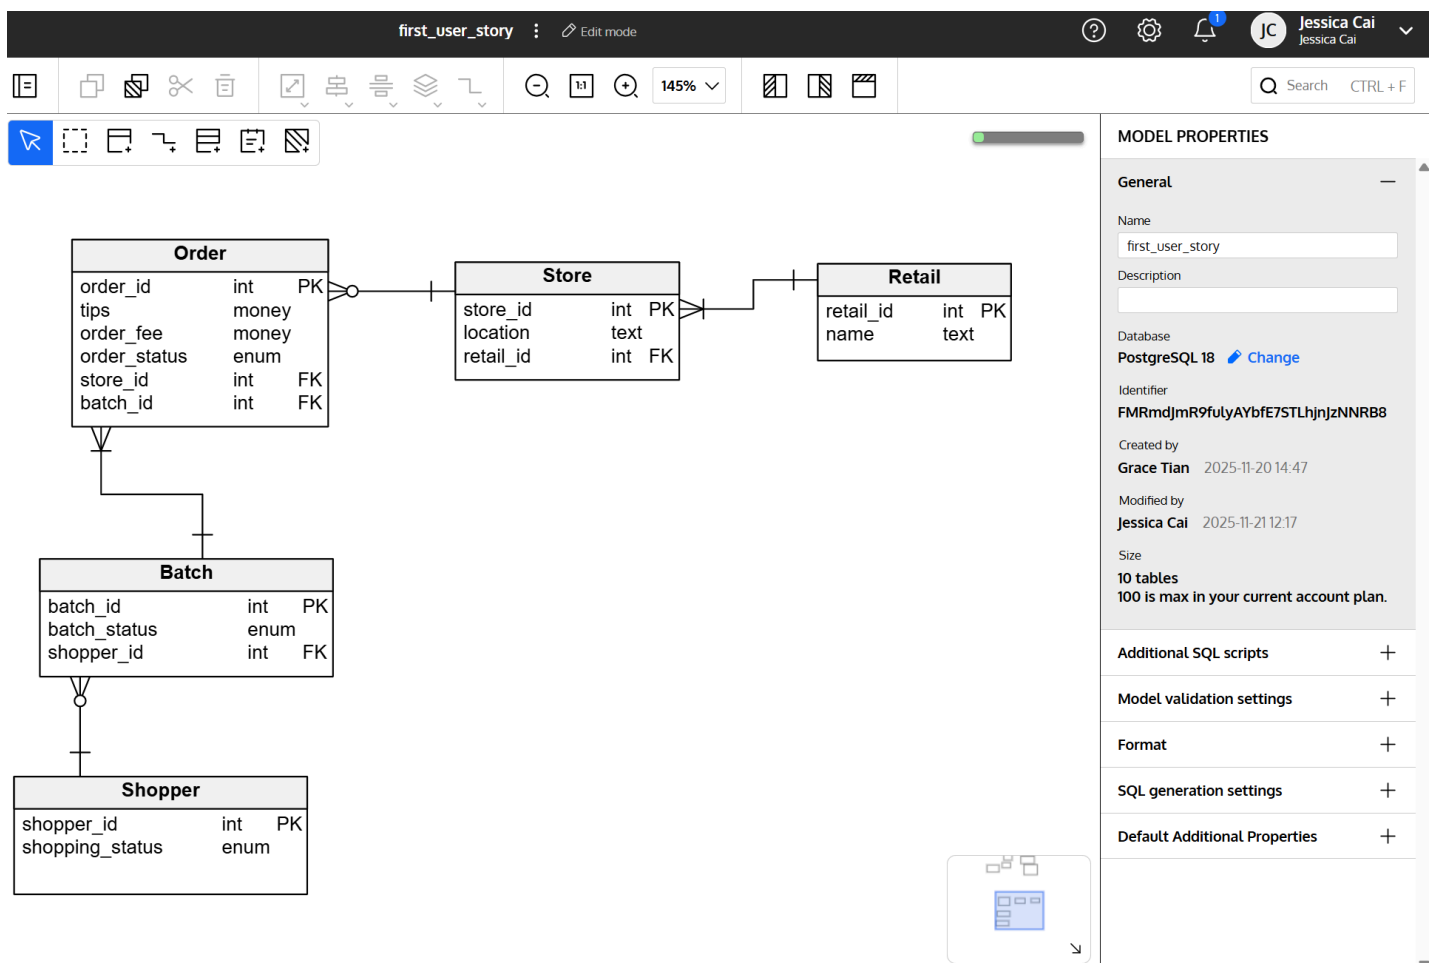 first_user_story
Edit mode
1
JC
Jessica Cai
Jessica Cai
1:1
145%
Search CTRL + F
MODEL PROPERTIES
General
Name
first_user_story
Description
Database
PostgreSQL 18 Change
Identifier
FMRmdJmR9fulyAYbfE7STLhjnJzNNRB8
Created by
Grace Tian 2025-11-20 14:47
Modified by
Jessica Cai 2025-11-21 12:17
Size
10 tables
100 is max in your current account plan.
Additional SQL scripts
Model validation settings
Format
SQL generation settings
Default Additional Properties
Order
order_id int PK
tips money
order_fee money
order_status enum
store_id int FK
batch_id int FK
Store
store_id int PK
location text
retail_id int FK
Retail
retail_id int PK
name text
Batch
batch_id int PK
batch_status enum
shopper_id int FK
Shopper
shopper_id int PK
shopping_status enum